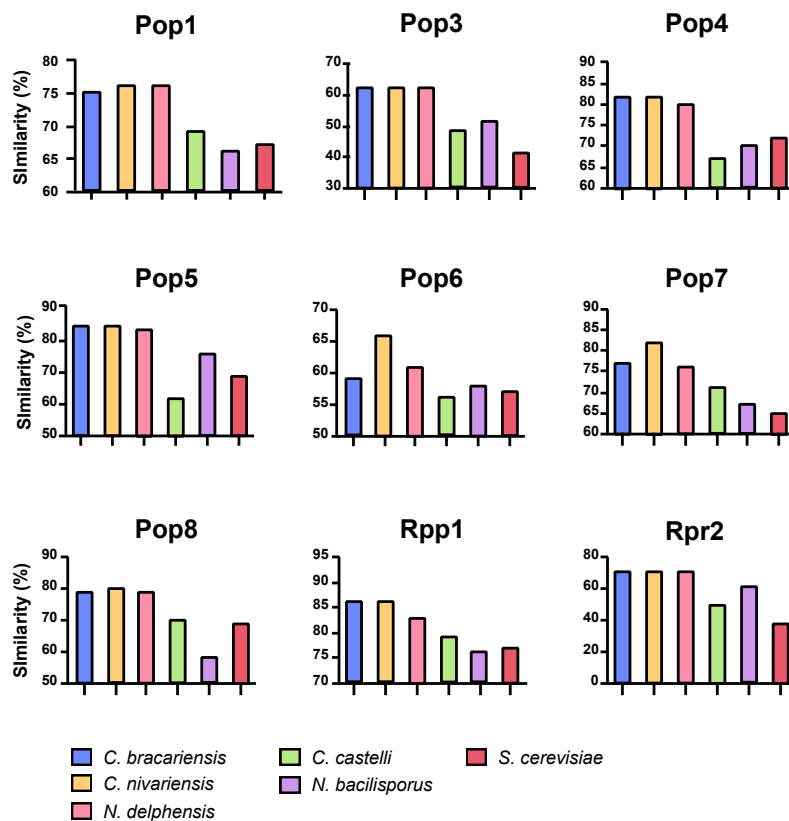 Pop1
Pop3
Pop4
SImilarity (%)
80
75
70
65
60
70
60
50
40
30
90
85
80
75
70
65
60
Pop5
Pop6
Pop7
SImilarity (%)
90
80
70
60
50
70
65
60
55
50
90
85
80
75
70
65
60
Pop8
Rpp1
Rpr2
SImilarity (%)
90
80
70
60
50
95
90
85
80
75
70
80
60
40
20
0
C. bracariensis
C. castelli
S. cerevisiae
C. nivariensis
N. bacilisporus
N. delphensis